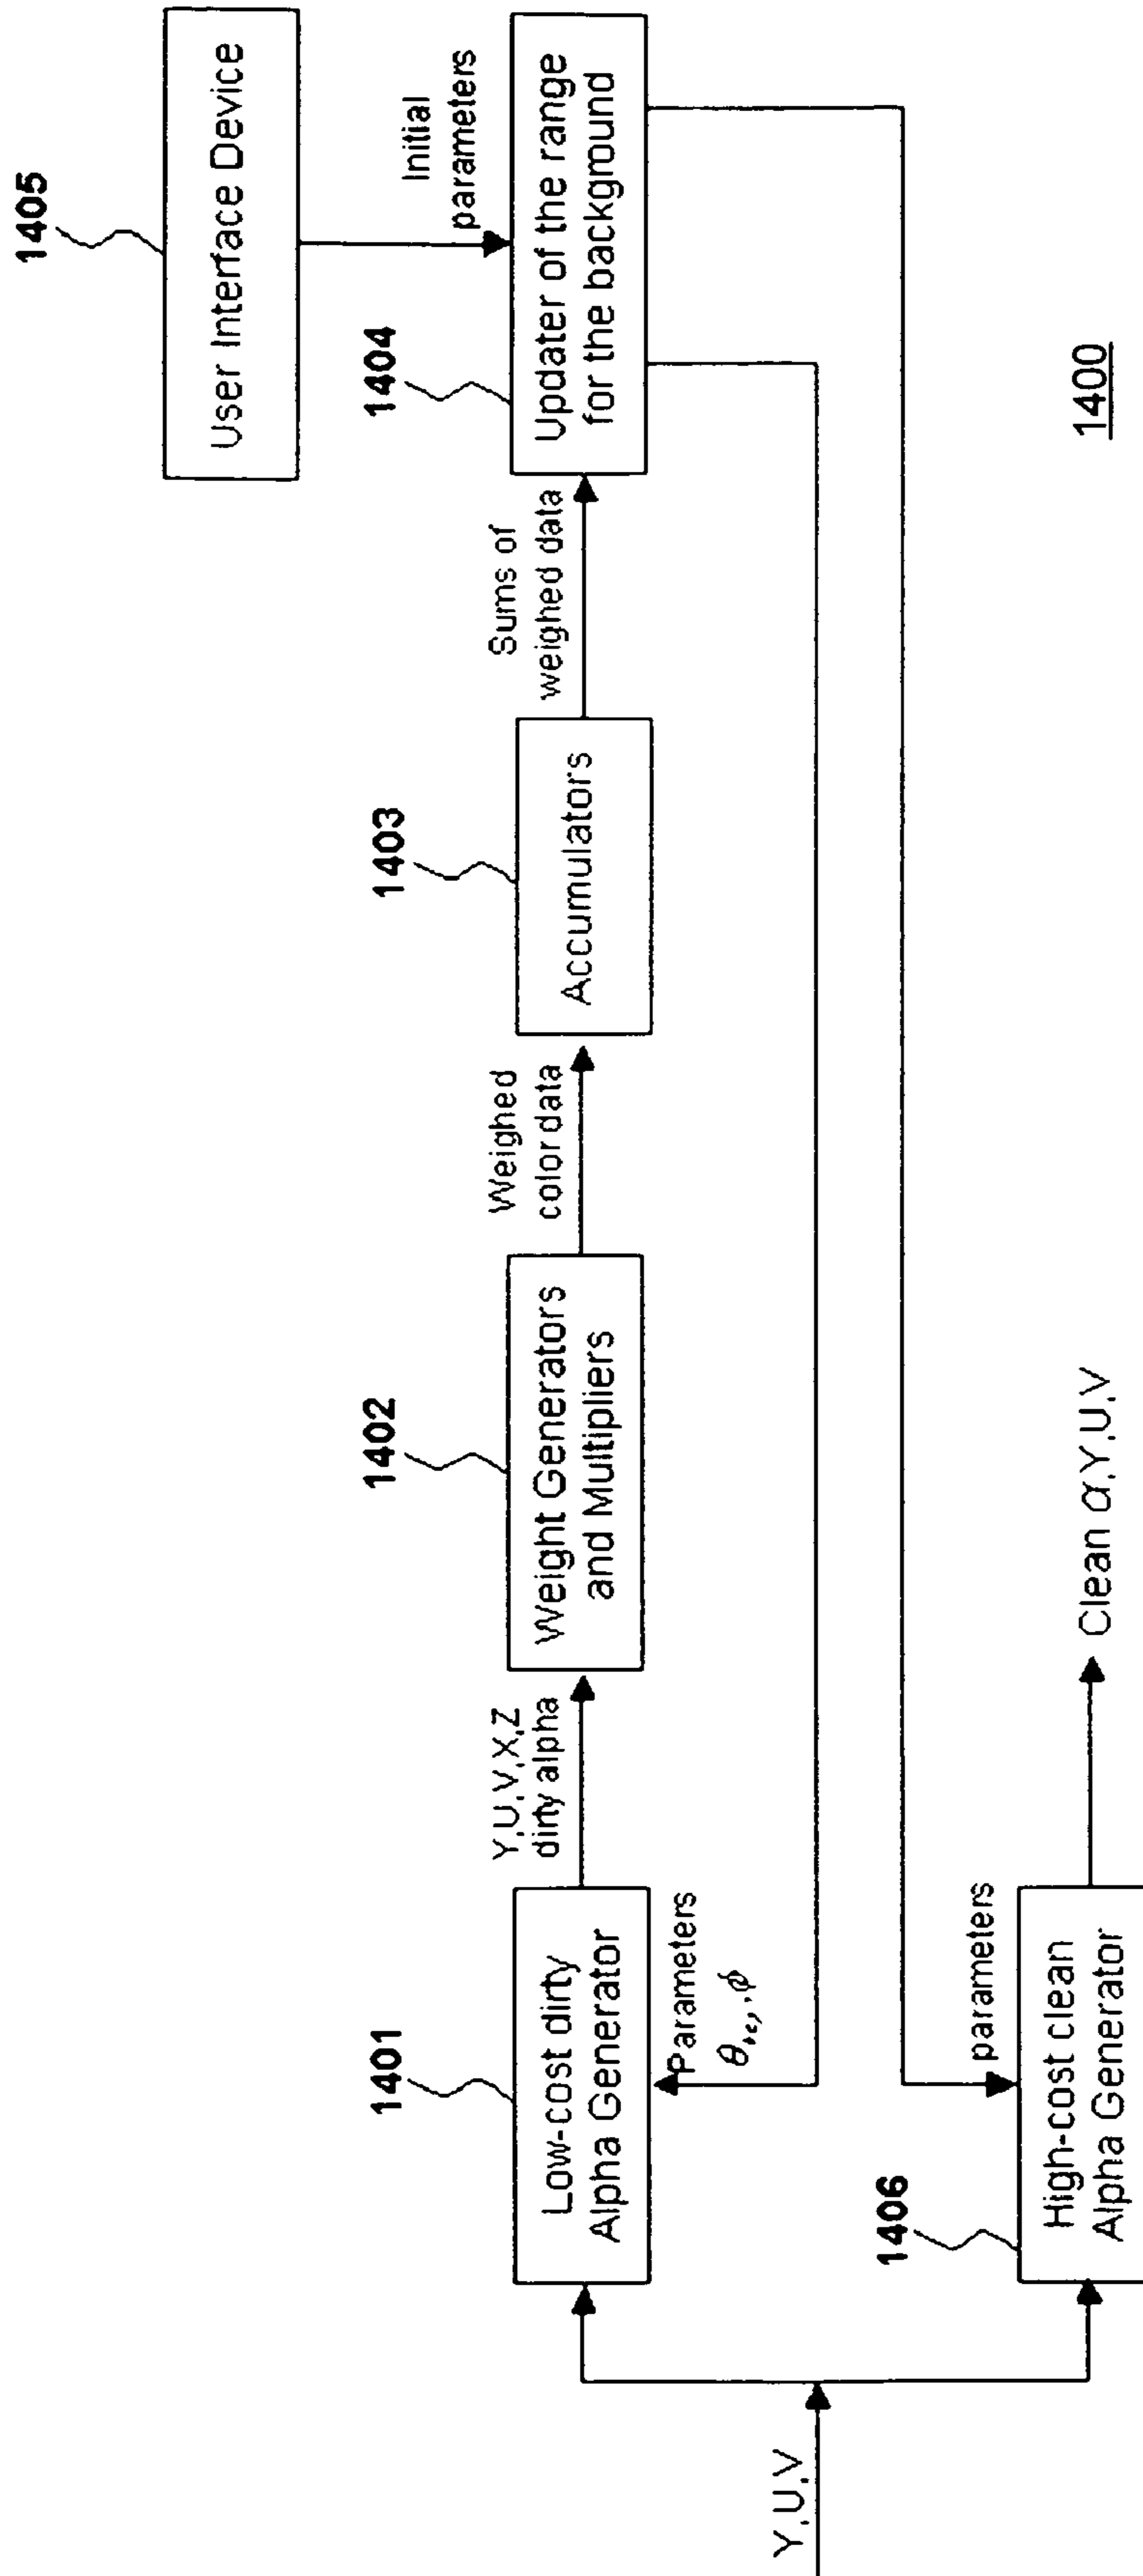 1405
User Interface Device
Initial
parameters
1404
Updater of the range
for the background
Sums of
weighed data
1403
Accumulators
Weighed
color data
1402
Weight Generators
and Multipliers
Y,U,V,X,Z
dirty alpha
1401
Low-cost dirty
Alpha Generator
Parameters
Y,U,V
1406
High-cost clean
Alpha Generator
parameters
Clean α,Y,U,V
1400